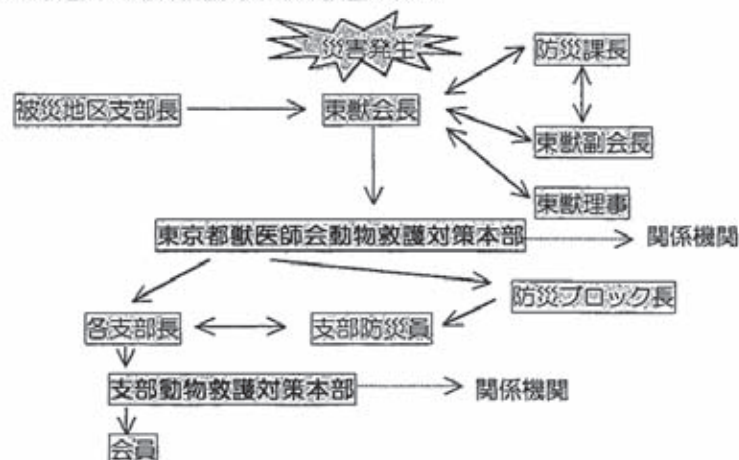 災害発生
防災課長
被災地区支部長
東獣会長
東獣副会長
東獣理事
東京都獣医師会動物救護対策本部
関係機関
防災ブロック長
各支部長
支部防災員
支部動物救護対策本部
関係機関
会員